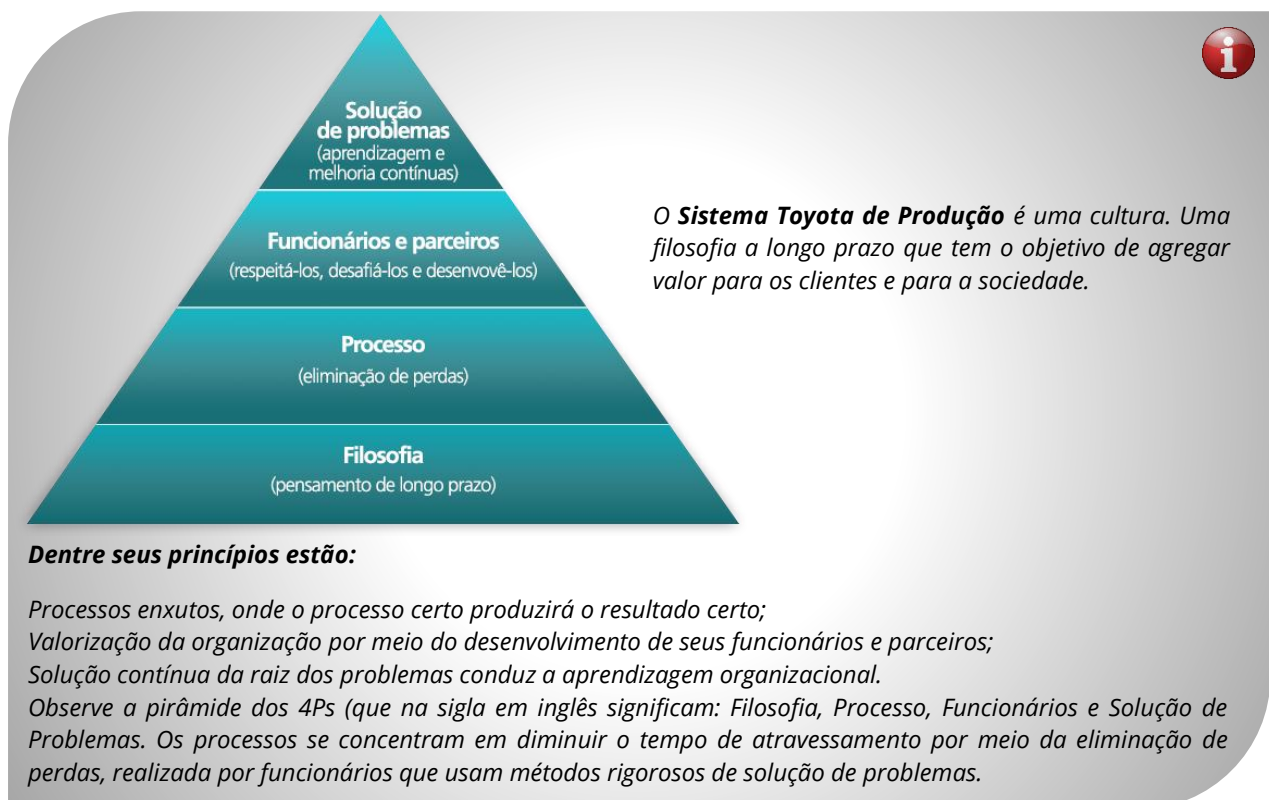 Solução
de problemas
(aprendizagem e
melhoria contínuas)
Funcionários e parceiros
(respeitá-los, desafiá-los e desenvovê-los)
Processo
(eliminação de perdas)
Filosofia
(pensamento de longo prazo)
O Sistema Toyota de Produção é uma cultura. Uma
filosofia a longo prazo que tem o objetivo de agregar
valor para os clientes e para a sociedade.
Dentre seus princípios estão:
Processos enxutos, onde o processo certo produzirá o resultado certo;
Valorização da organização por meio do desenvolvimento de seus funcionários e parceiros;
Solução contínua da raiz dos problemas conduz a aprendizagem organizacional.
Observe a pirâmide dos 4Ps (que na sigla em inglês significam: Filosofia, Processo, Funcionários e Solução de
Problemas. Os processos se concentram em diminuir o tempo de atravessamento por meio da eliminação de
perdas, realizada por funcionários que usam métodos rigorosos de solução de problemas.